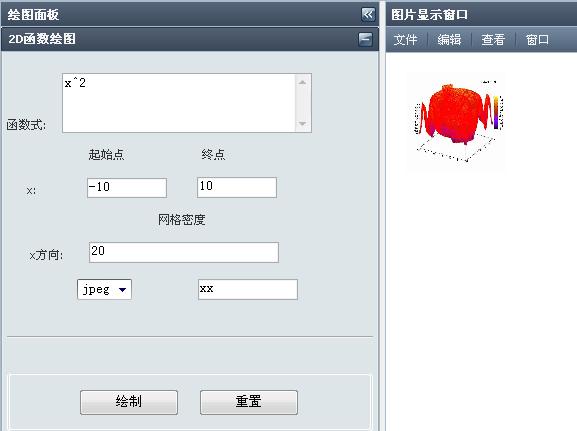 绘图面板
2D函数绘图
函数式:
x^2
起始点 终点
x: -10 10
网格密度
x方向: 20
jpeg xx
绘制 重置
图片显示窗口
文件 编辑 查看 窗口